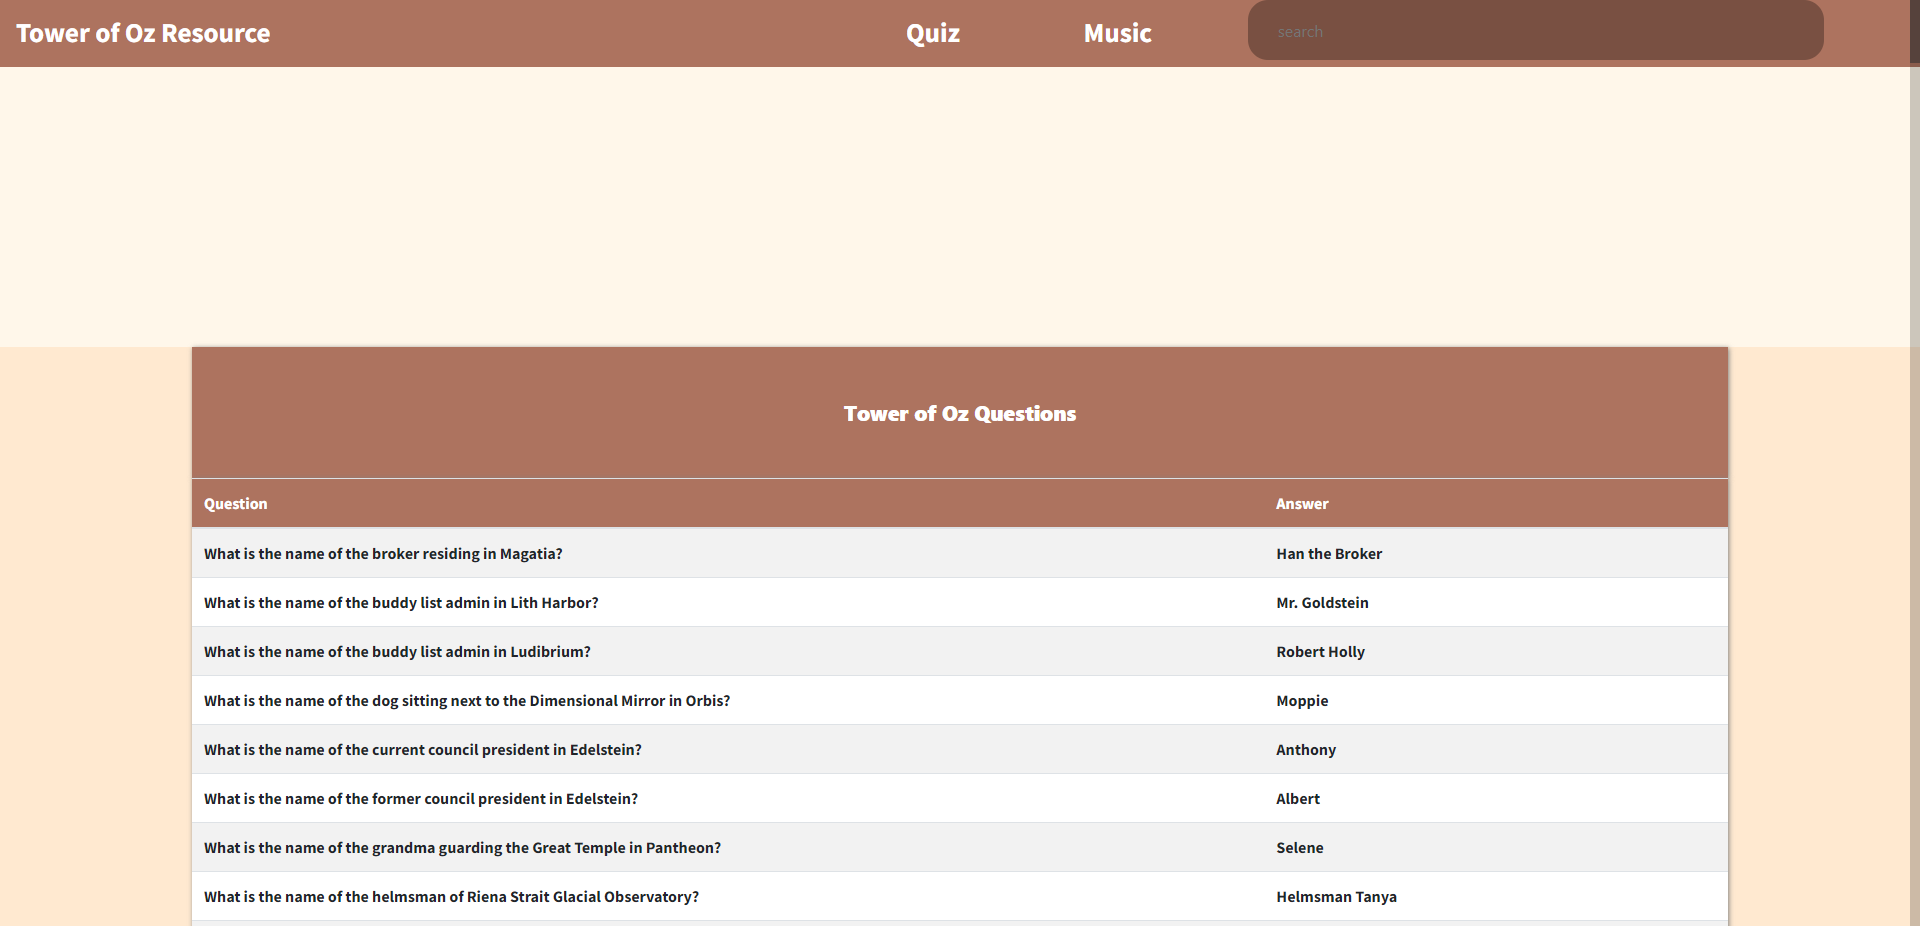 Tower of Oz Resource Quiz Music search
Tower of Oz Questions
Question Answer
What is the name of the broker residing in Magatia? Han the Broker
What is the name of the buddy list admin in Lith Harbor? Mr. Goldstein
What is the name of the buddy list admin in Ludibrium? Robert Holly
What is the name of the dog sitting next to the Dimensional Mirror in Orbis? Moppie
What is the name of the current council president in Edelstein? Anthony
What is the name of the former council president in Edelstein? Albert
What is the name of the grandma guarding the Great Temple in Pantheon? Selene
What is the name of the helmsman of Riena Strait Glacial Observatory? Helmsman Tanya